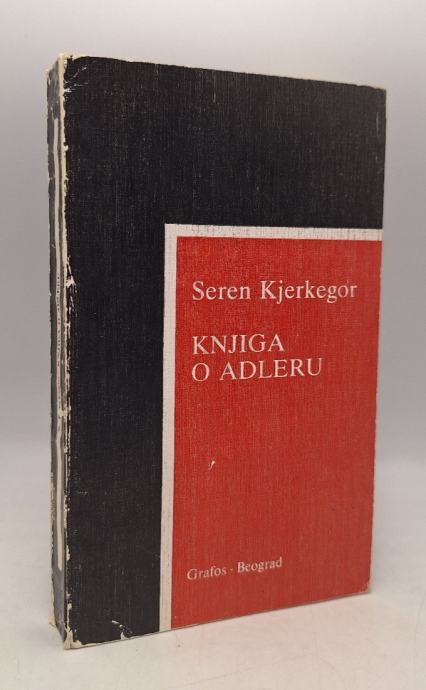 Seren Kjerkegor
KNJIGA
O ADLERU
Grafos - Beograd